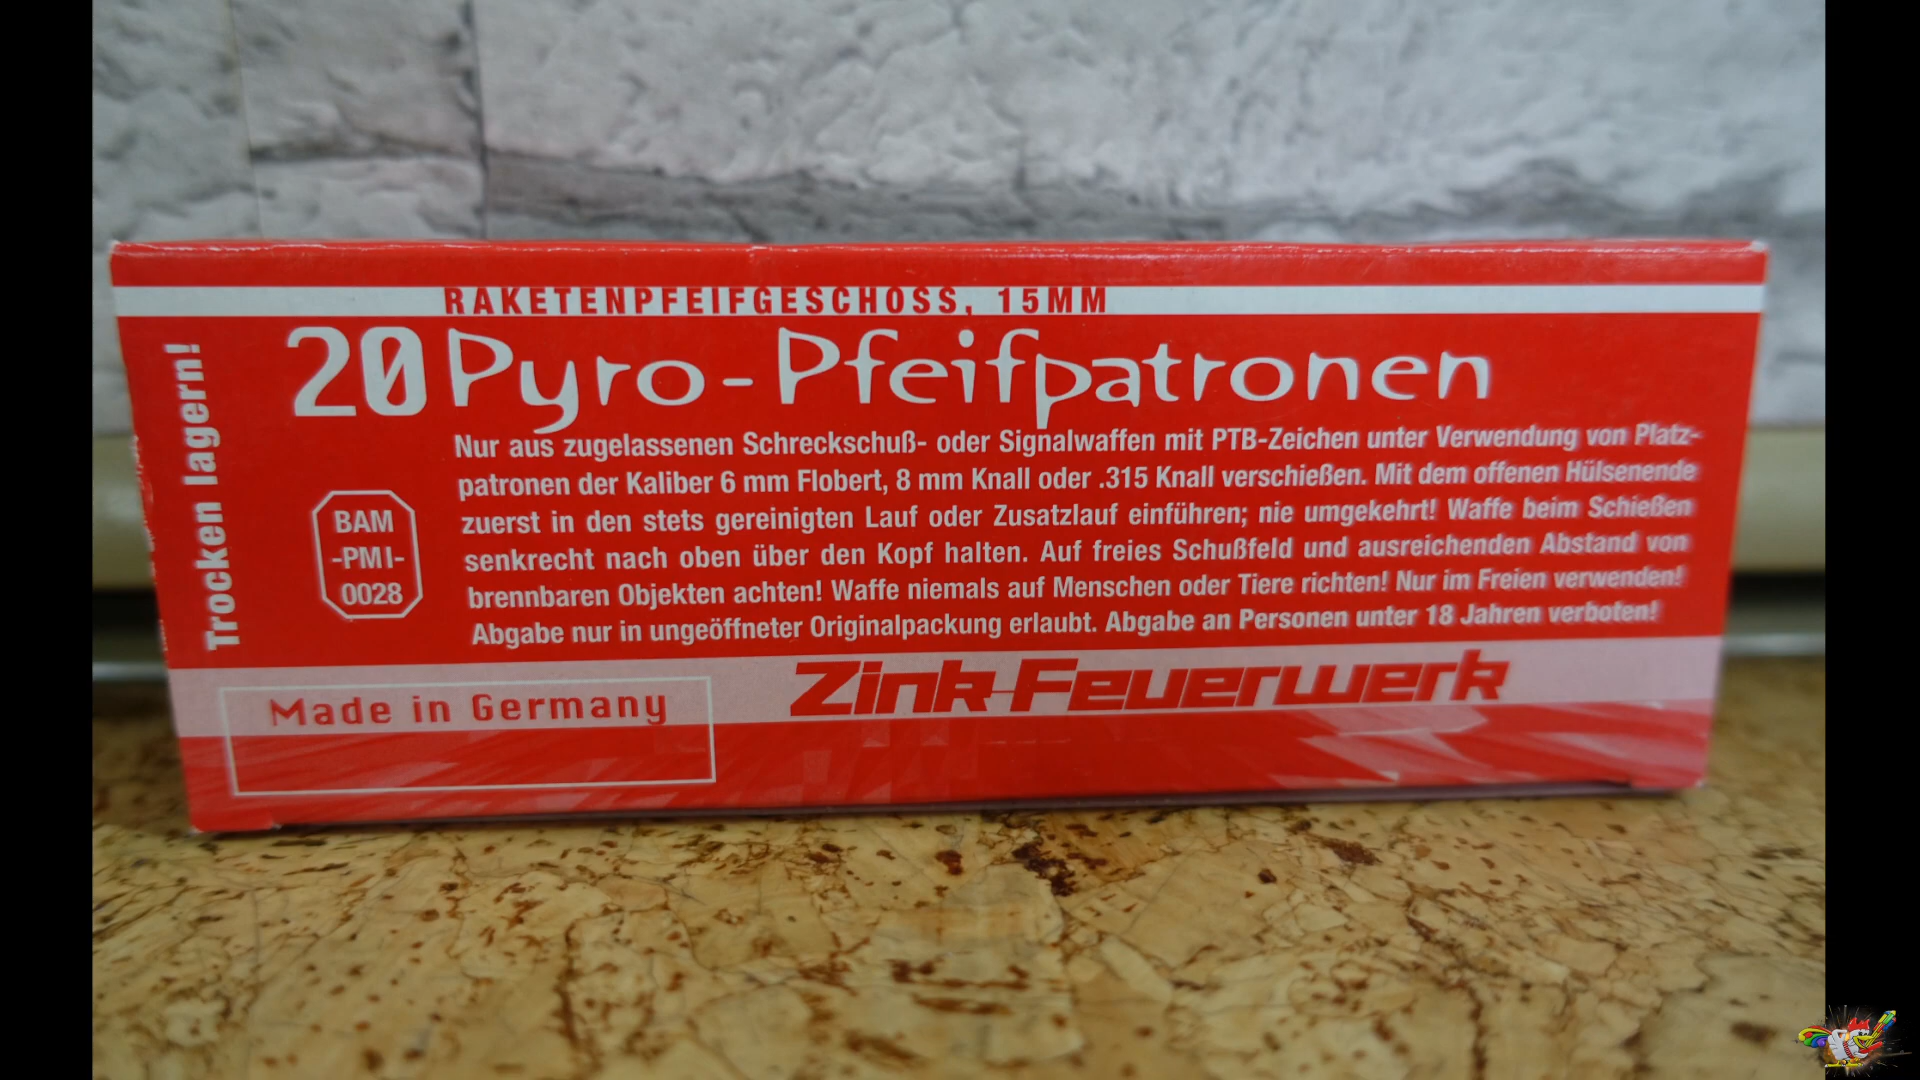 RAKETENPFEIFGESCHOSS, 15MM
20 Pyro-Pfeifpatronen
Trocken lagern!
Nur aus zugelassenen Schreckschuß- oder Signalwaffen mit PTB-Zeichen unter Verwendung von Platz-
patronen der Kaliber 6 mm Flobert, 8 mm Knall oder .315 Knall verschießen. Mit dem offenen Hülsenende
zuerst in den stets gereinigten Lauf oder Zusatzlauf einführen; nie umgekehrt! Waffe beim Schießen
senkrecht nach oben über den Kopf halten. Auf freies Schußfeld und ausreichenden Abstand von
brennbaren Objekten achten! Waffe niemals auf Menschen oder Tiere richten! Nur im Freien verwenden!
Abgabe nur in ungeöffneter Originalpackung erlaubt. Abgabe an Personen unter 18 Jahren verboten!
BAM
-PM I-
0028
Made in Germany
Zink-Feuerwerk